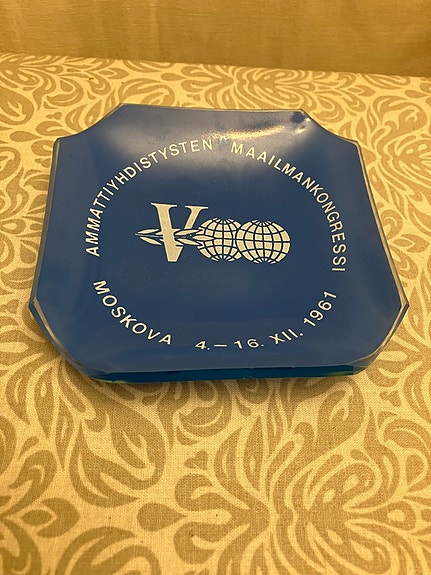 AMMATTIYHDISTYSTEN MAAILMANKONGRESSI
V
MOSKOVA 4.–16. XII. 1961